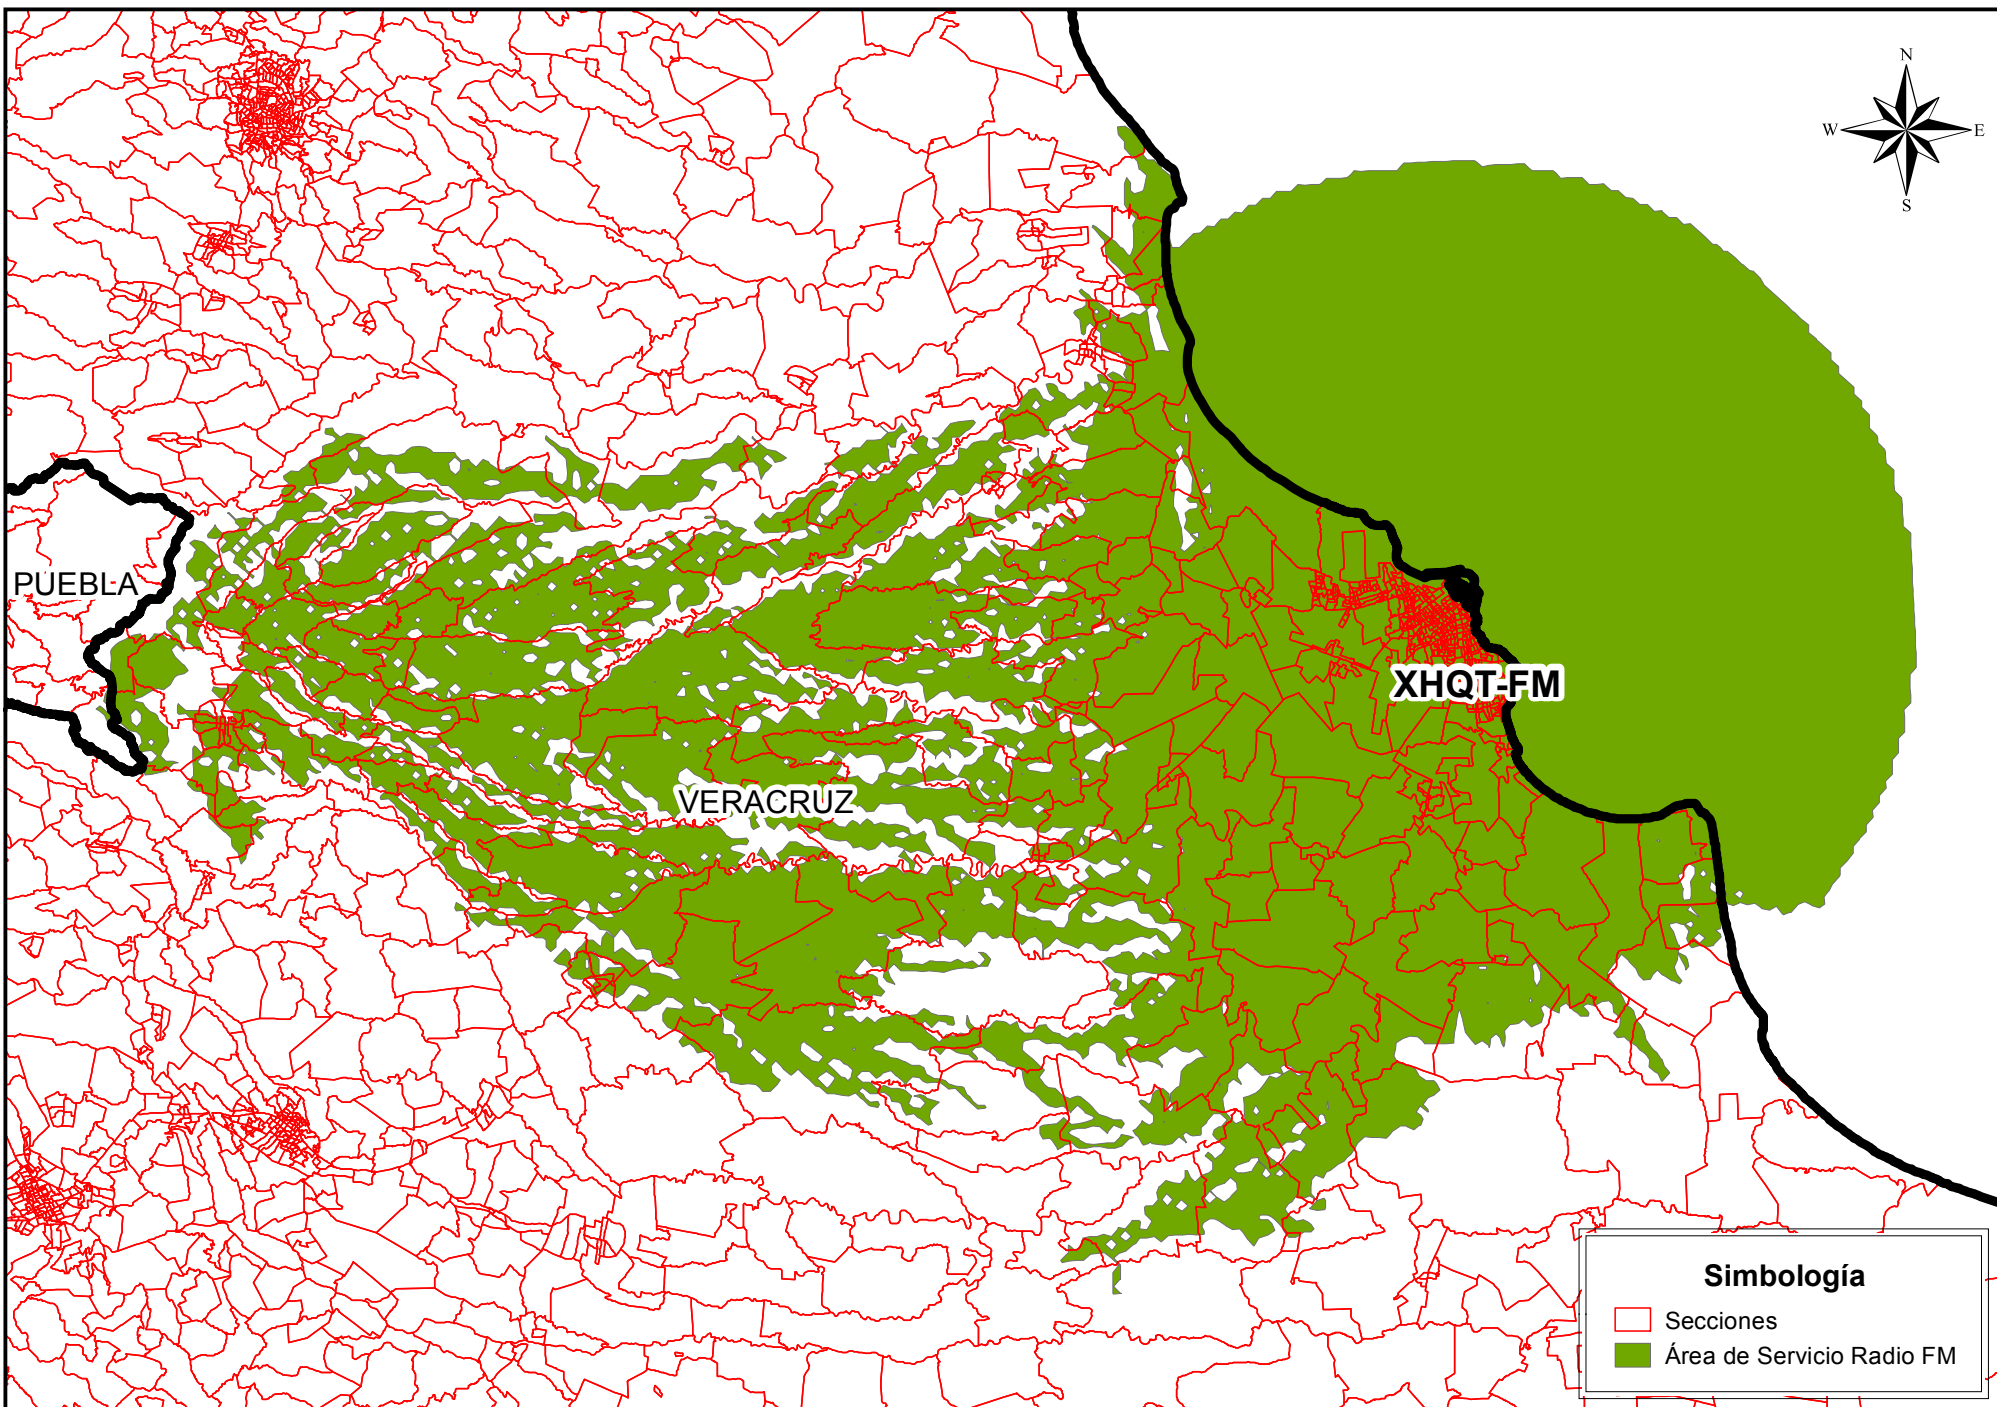 N
W
E
S
PUEBLA
XHQT-FM
VERACRUZ
Simbología
Secciones
Área de Servicio Radio FM